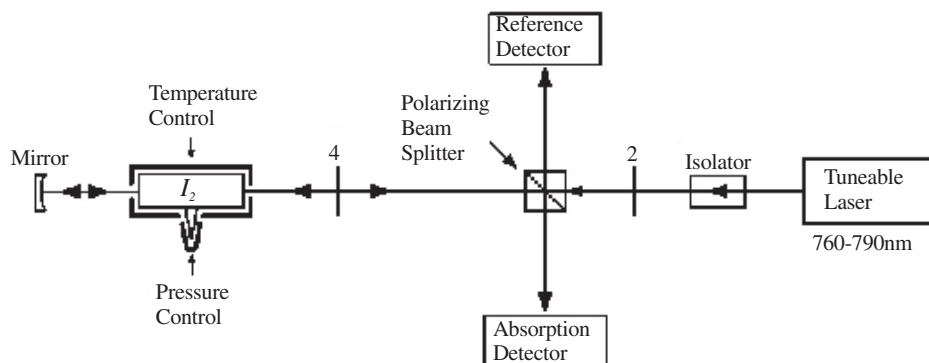 Reference
Detector
Temperature
Control
Polarizing
Beam
Splitter
Mirror
4
2
Isolator
I₂
Tuneable
Laser
760-790nm
Pressure
Control
Absorption
Detector